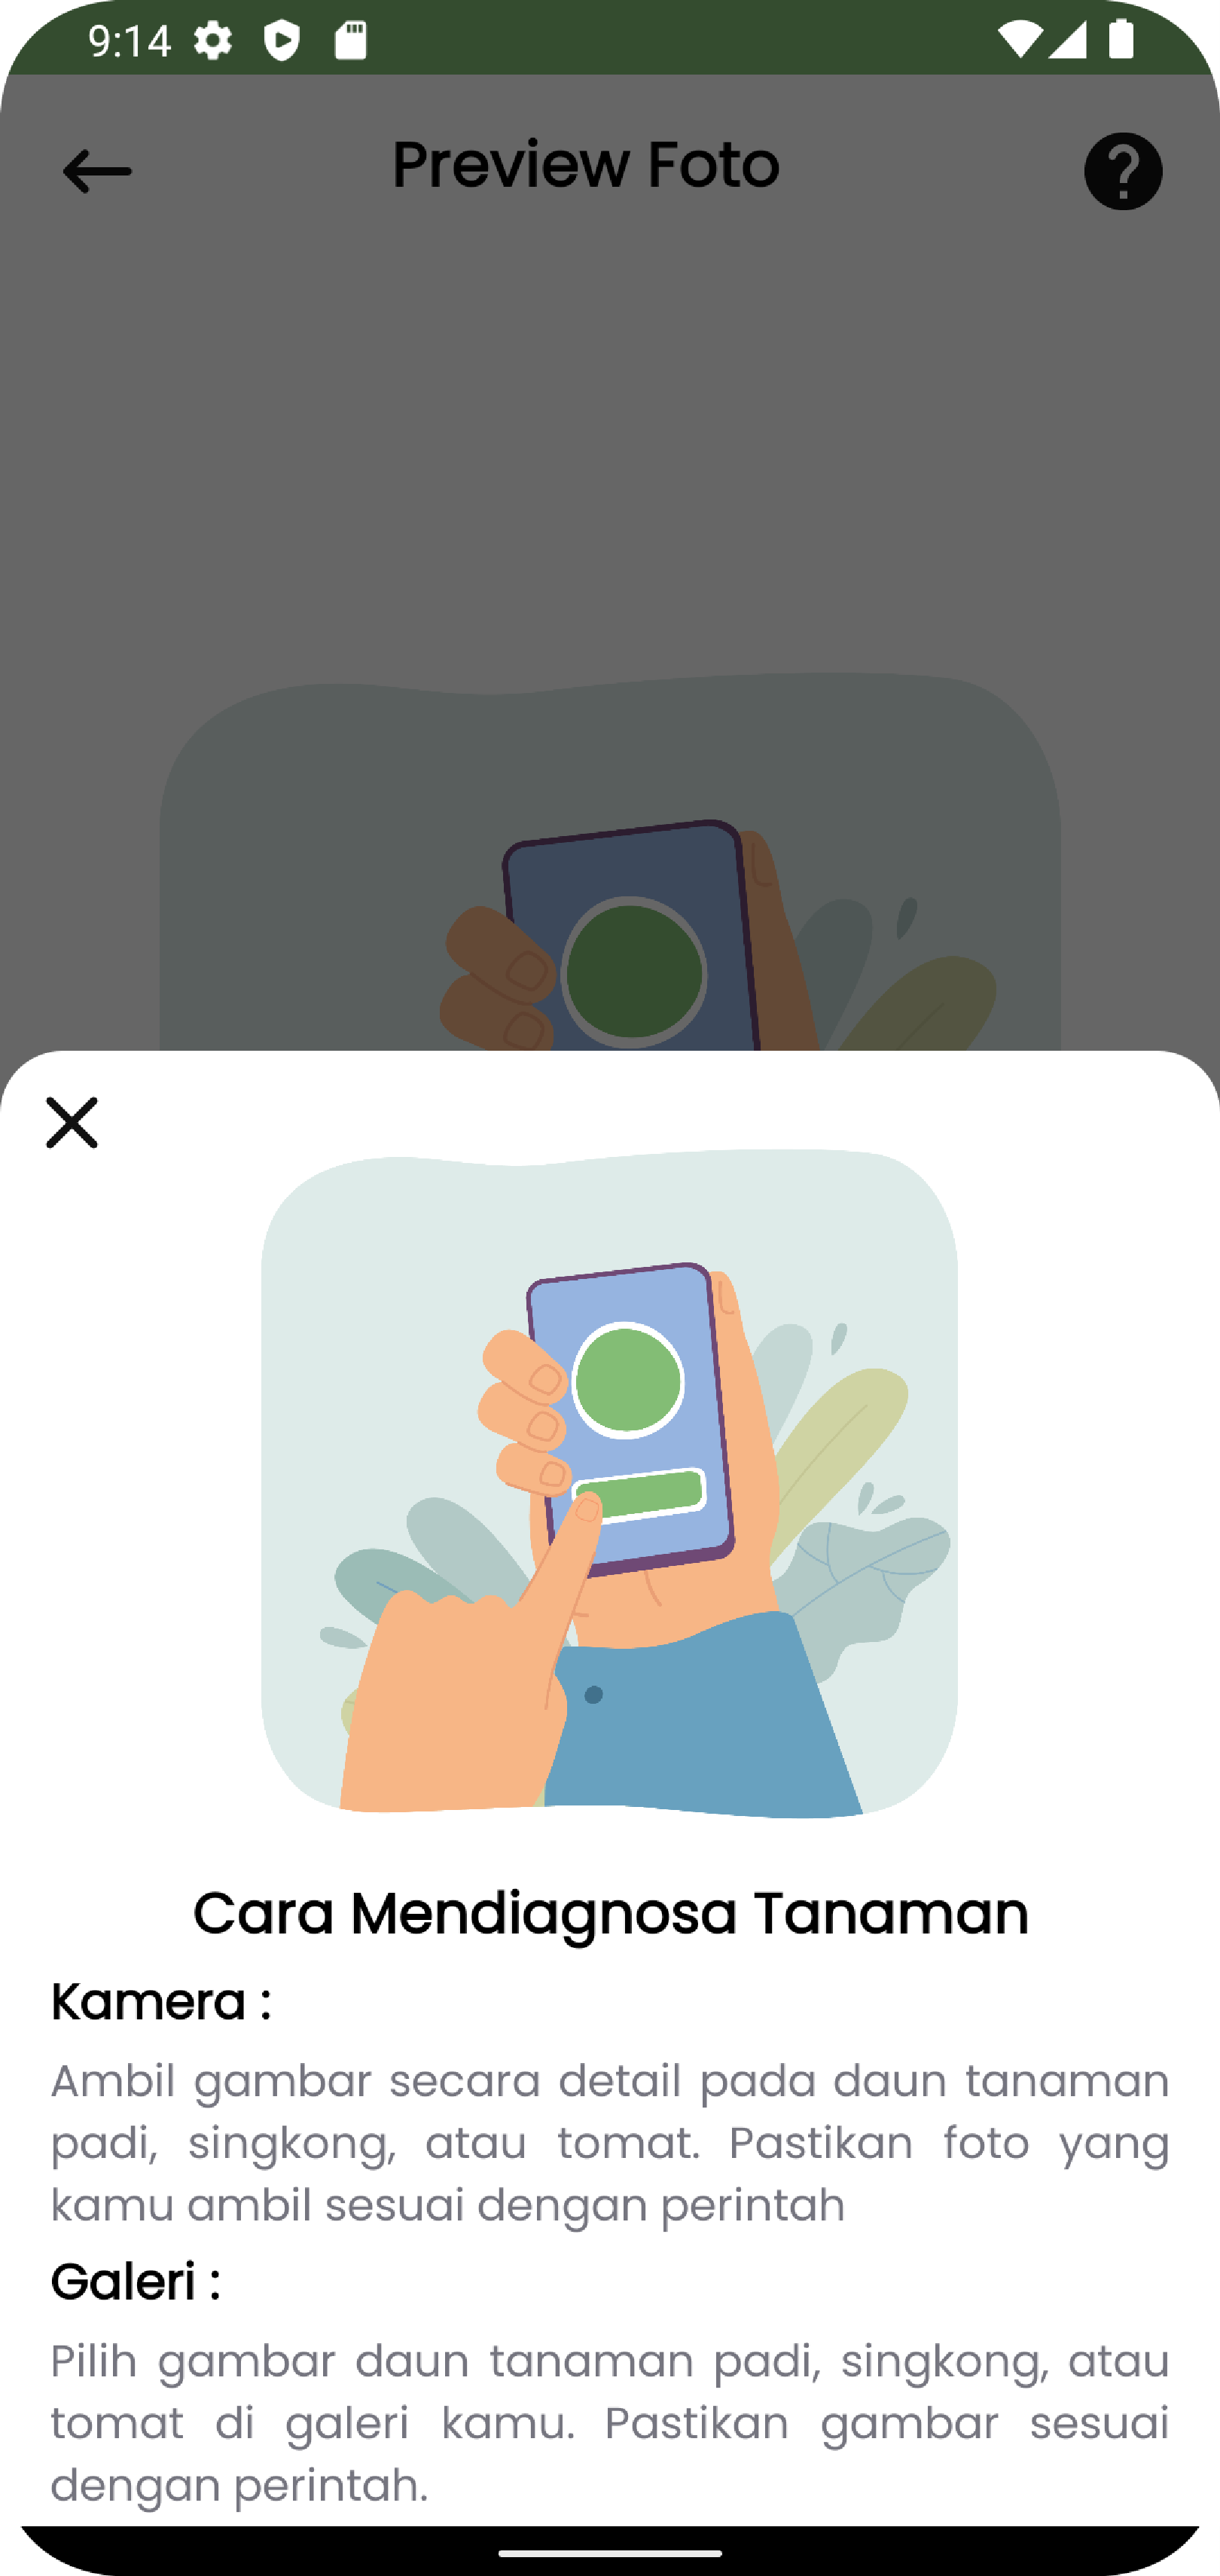 9:14
Preview Foto
Cara Mendiagnosa Tanaman
Kamera :
Ambil gambar secara detail pada daun tanaman
padi, singkong, atau tomat. Pastikan foto yang
kamu ambil sesuai dengan perintah
Galeri :
Pilih gambar daun tanaman padi, singkong, atau
tomat di galeri kamu. Pastikan gambar sesuai
dengan perintah.